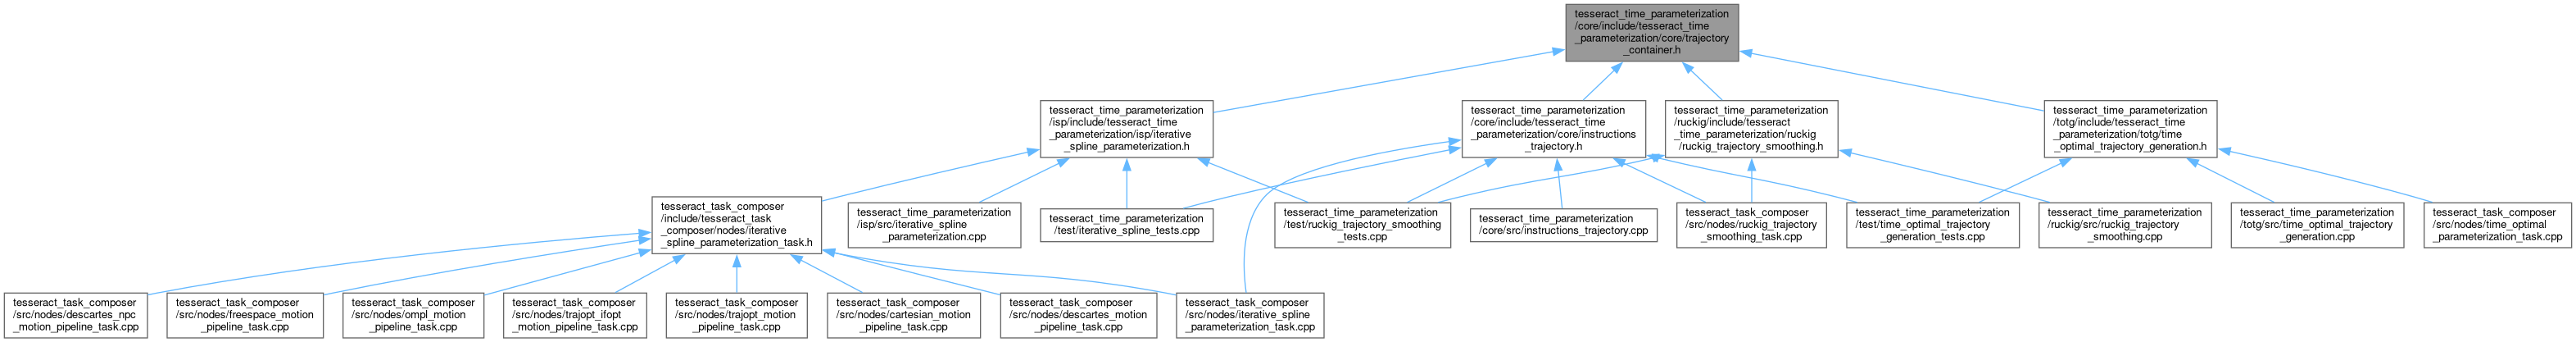 tesseract_time_parameterization
/core/include/tesseract_time
_parameterization/core/trajectory
_container.h
tesseract_time_parameterization
/isp/include/tesseract_time
_parameterization/isp/iterative
_spline_parameterization.h
tesseract_time_parameterization
/core/include/tesseract_time
_parameterization/core/instructions
_trajectory.h
tesseract_time_parameterization
/ruckig/include/tesseract
_time_parameterization/ruckig
/ruckig_trajectory_smoothing.h
tesseract_time_parameterization
/totg/include/tesseract_time
_parameterization/totg/time
_optimal_trajectory_generation.h
tesseract_task_composer
/include/tesseract_task
_composer/nodes/iterative
_spline_parameterization_task.h
tesseract_time_parameterization
/isp/src/iterative_spline
_parameterization.cpp
tesseract_time_parameterization
/test/iterative_spline_tests.cpp
tesseract_time_parameterization
/test/ruckig_trajectory_smoothing
_tests.cpp
tesseract_time_parameterization
/core/src/instructions_trajectory.cpp
tesseract_task_composer
/src/nodes/ruckig_trajectory
_smoothing_task.cpp
tesseract_time_parameterization
/test/time_optimal_trajectory
_generation_tests.cpp
tesseract_time_parameterization
/ruckig/src/ruckig_trajectory
_smoothing.cpp
tesseract_time_parameterization
/totg/src/time_optimal_trajectory
_generation.cpp
tesseract_task_composer
/src/nodes/time_optimal
_parameterization_task.cpp
tesseract_task_composer
/src/nodes/descartes_npc
_motion_pipeline_task.cpp
tesseract_task_composer
/src/nodes/freespace_motion
_pipeline_task.cpp
tesseract_task_composer
/src/nodes/ompl_motion
_pipeline_task.cpp
tesseract_task_composer
/src/nodes/trajopt_ifopt
_motion_pipeline_task.cpp
tesseract_task_composer
/src/nodes/trajopt_motion
_pipeline_task.cpp
tesseract_task_composer
/src/nodes/cartesian_motion
_pipeline_task.cpp
tesseract_task_composer
/src/nodes/descartes_motion
_pipeline_task.cpp
tesseract_task_composer
/src/nodes/iterative_spline
_parameterization_task.cpp